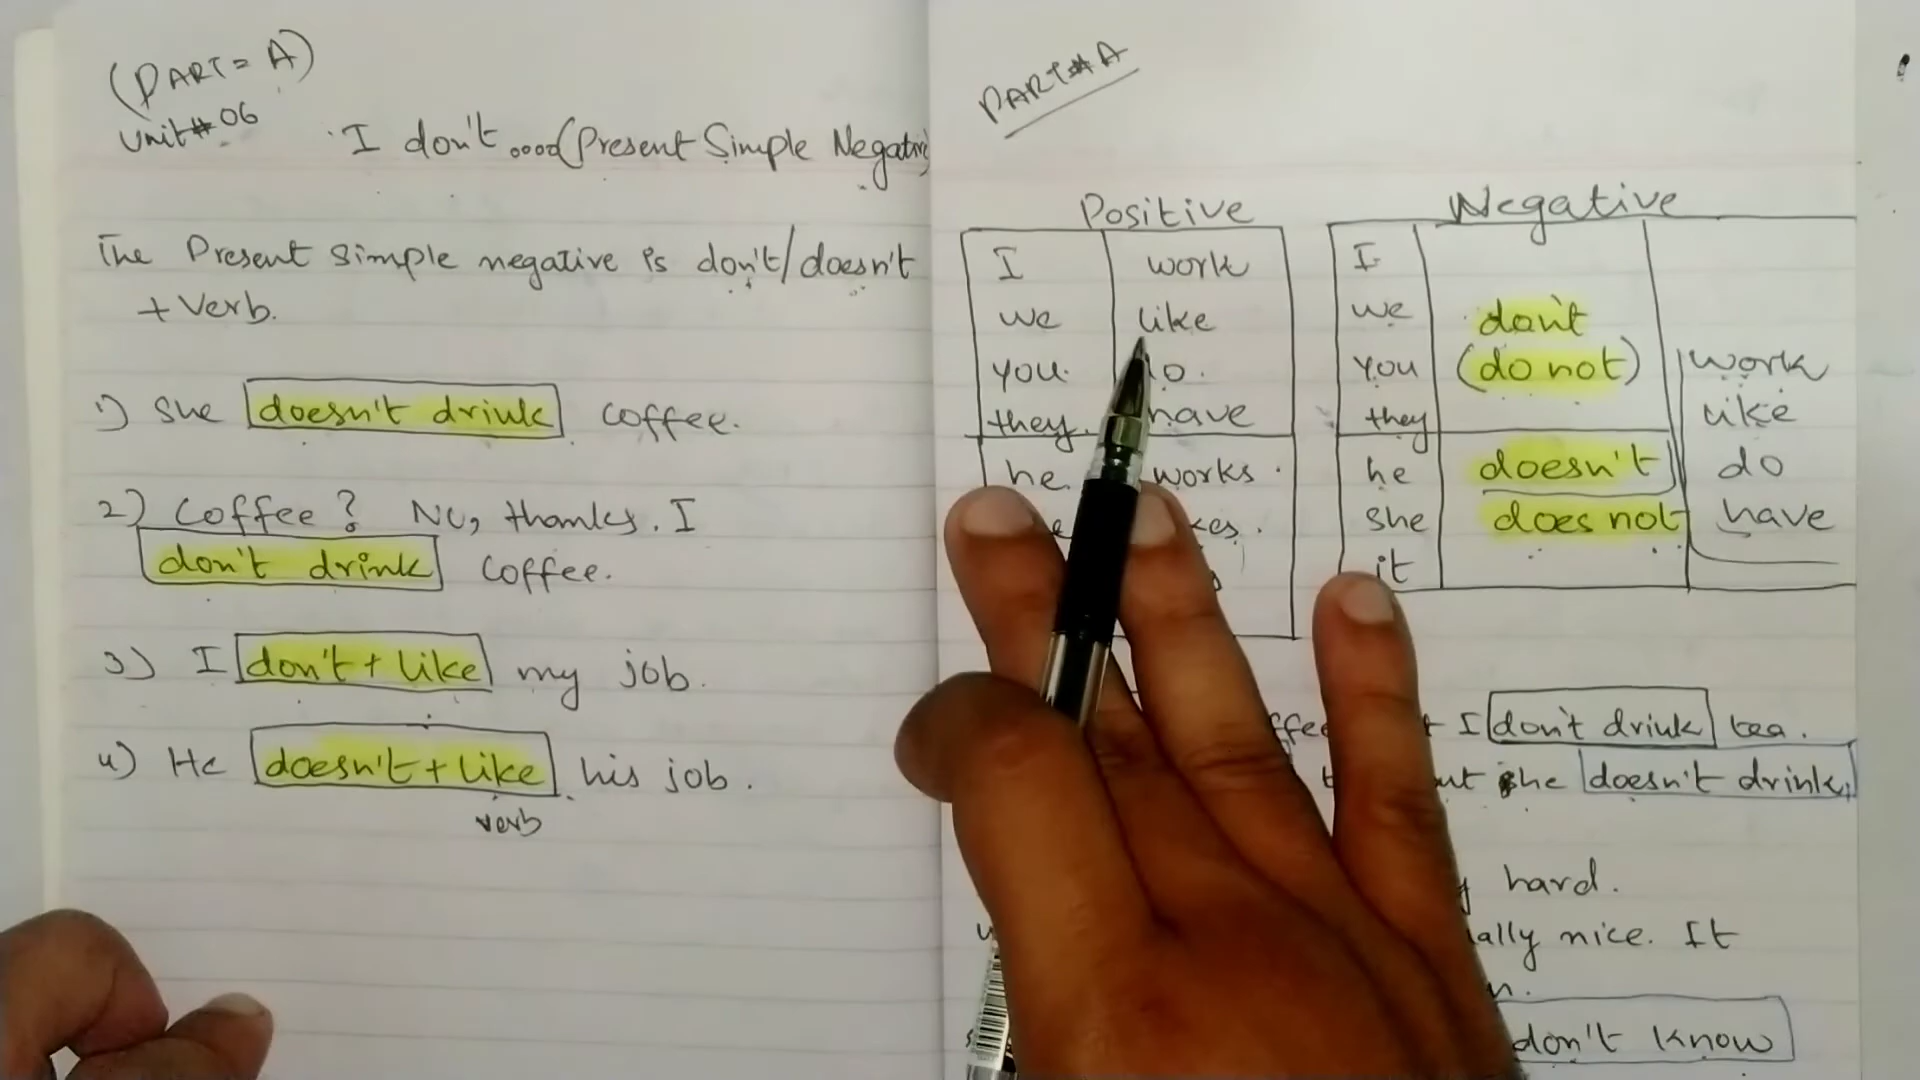 (PART = A)
Unit # 06
I don't ....(Present Simple Negative)
The Present simple negative is don't/doesn't
+ Verb.
1) She doesn't drink coffee.
2) Coffee? No, thanks. I
don't drink coffee.
3) I don't + like my job.
4) He doesn't + like his job.
verb
PART # A
Positive
I work
we like
you
they have
he works
Negative
I
we don't
you (do not) work
they like
he doesn't do
she does not have
it
I don't drink tea.
she doesn't drink
hard.
nice. It
don't know